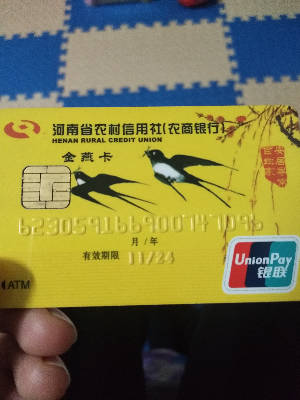 河南省农村信用社(农商银行)
HENAN RURAL CREDIT UNION
金燕卡
月/年
有效期限 11/24
ATM
UnionPay
银联